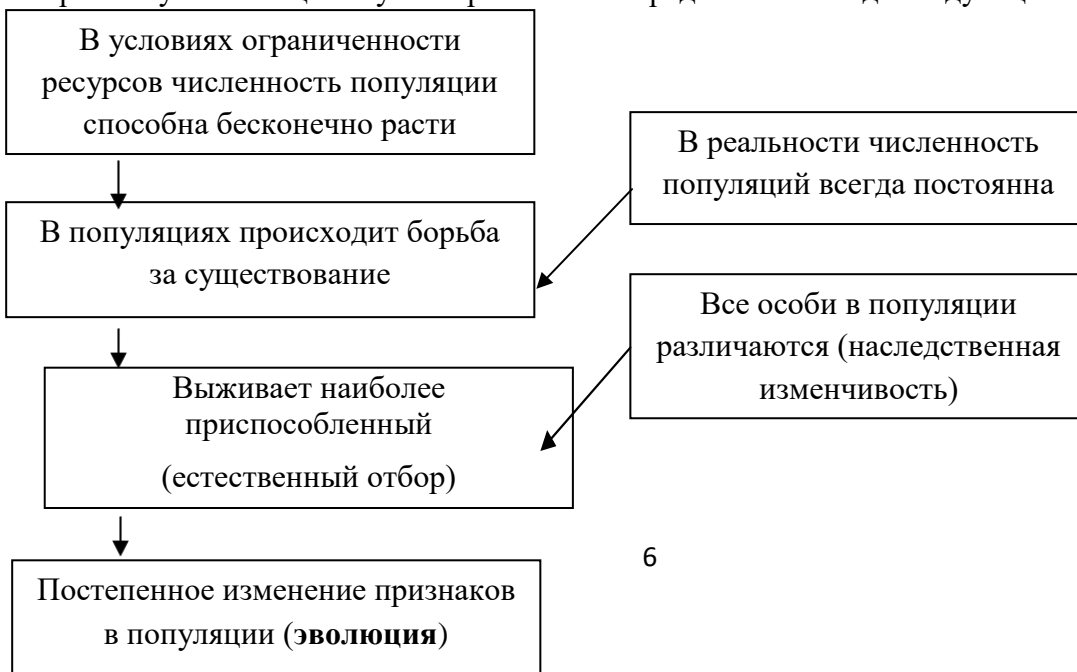 В условиях ограниченности
ресурсов численность популяции
способна бесконечно расти
В реальности численность
популяций всегда постоянна
В популяциях происходит борьба
за существование
Все особи в популяции
различаются (наследственная
изменчивость)
Выживает наиболее
приспособленный
(естественный отбор)
6
Постепенное изменение признаков
в популяции (эволюция)